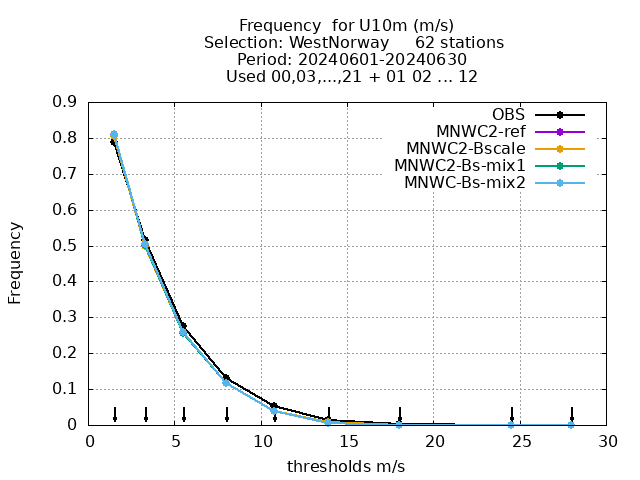 Frequency  for U10m (m/s)
Selection: WestNorway     62 stations
Period: 20240601-20240630
Used 00,03,...,21 + 01 02 ... 12
OBS
MNWC2-ref
MNWC2-Bscale
MNWC2-Bs-mix1
MNWC-Bs-mix2
Frequency
0.9
0.8
0.7
0.6
0.5
0.4
0.3
0.2
0.1
0
0 5 10 15 20 25 30
thresholds m/s